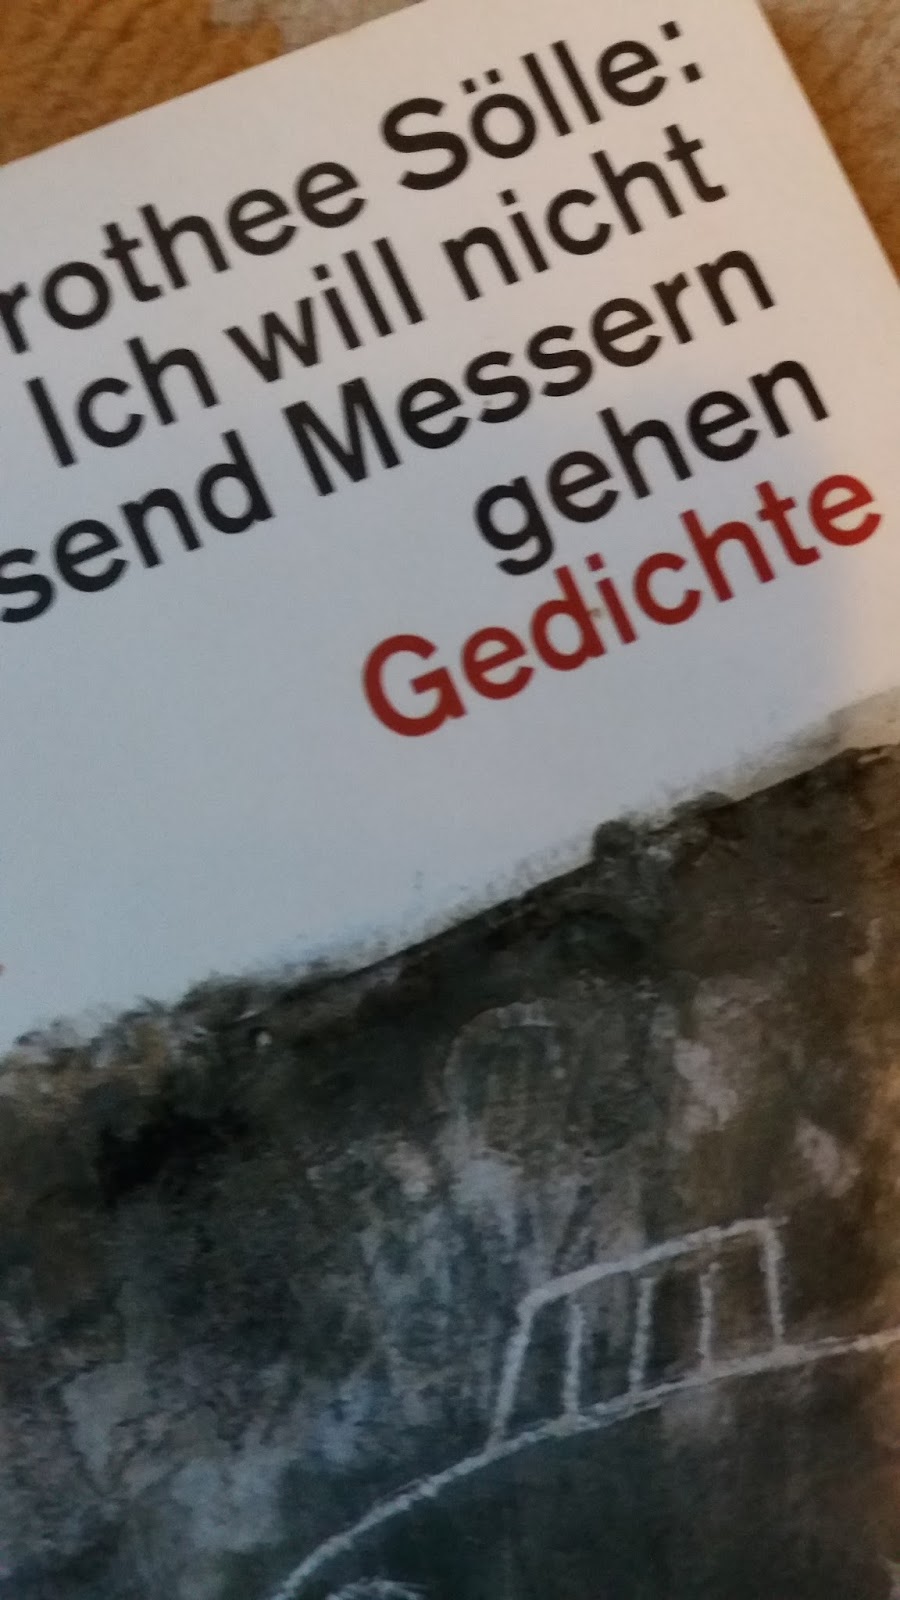 rothee Sölle:
Ich will nicht
send Messern
gehen
Gedichte